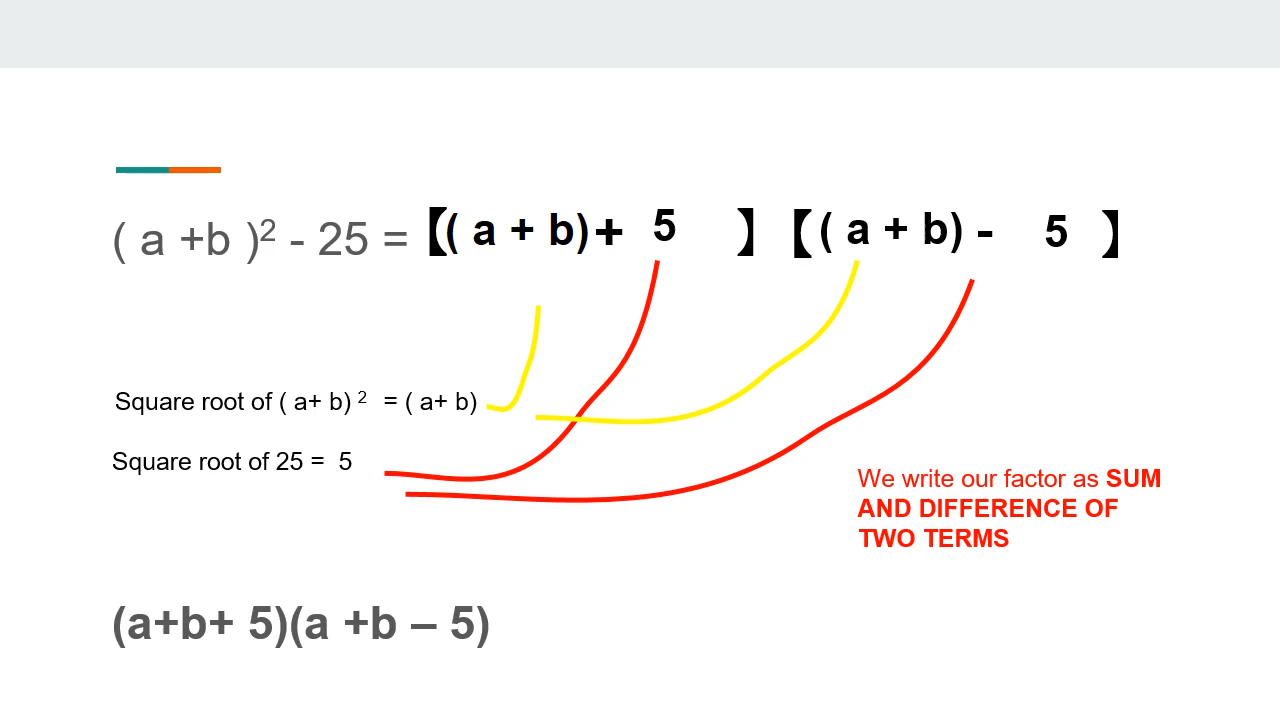 ( a +b )² - 25 = 【( a + b) + 5 】【( a + b) - 5 】
Square root of ( a+ b) ² = ( a+ b)
Square root of 25 = 5
We write our factor as SUM
AND DIFFERENCE OF
TWO TERMS
(a+b+ 5)(a +b – 5)